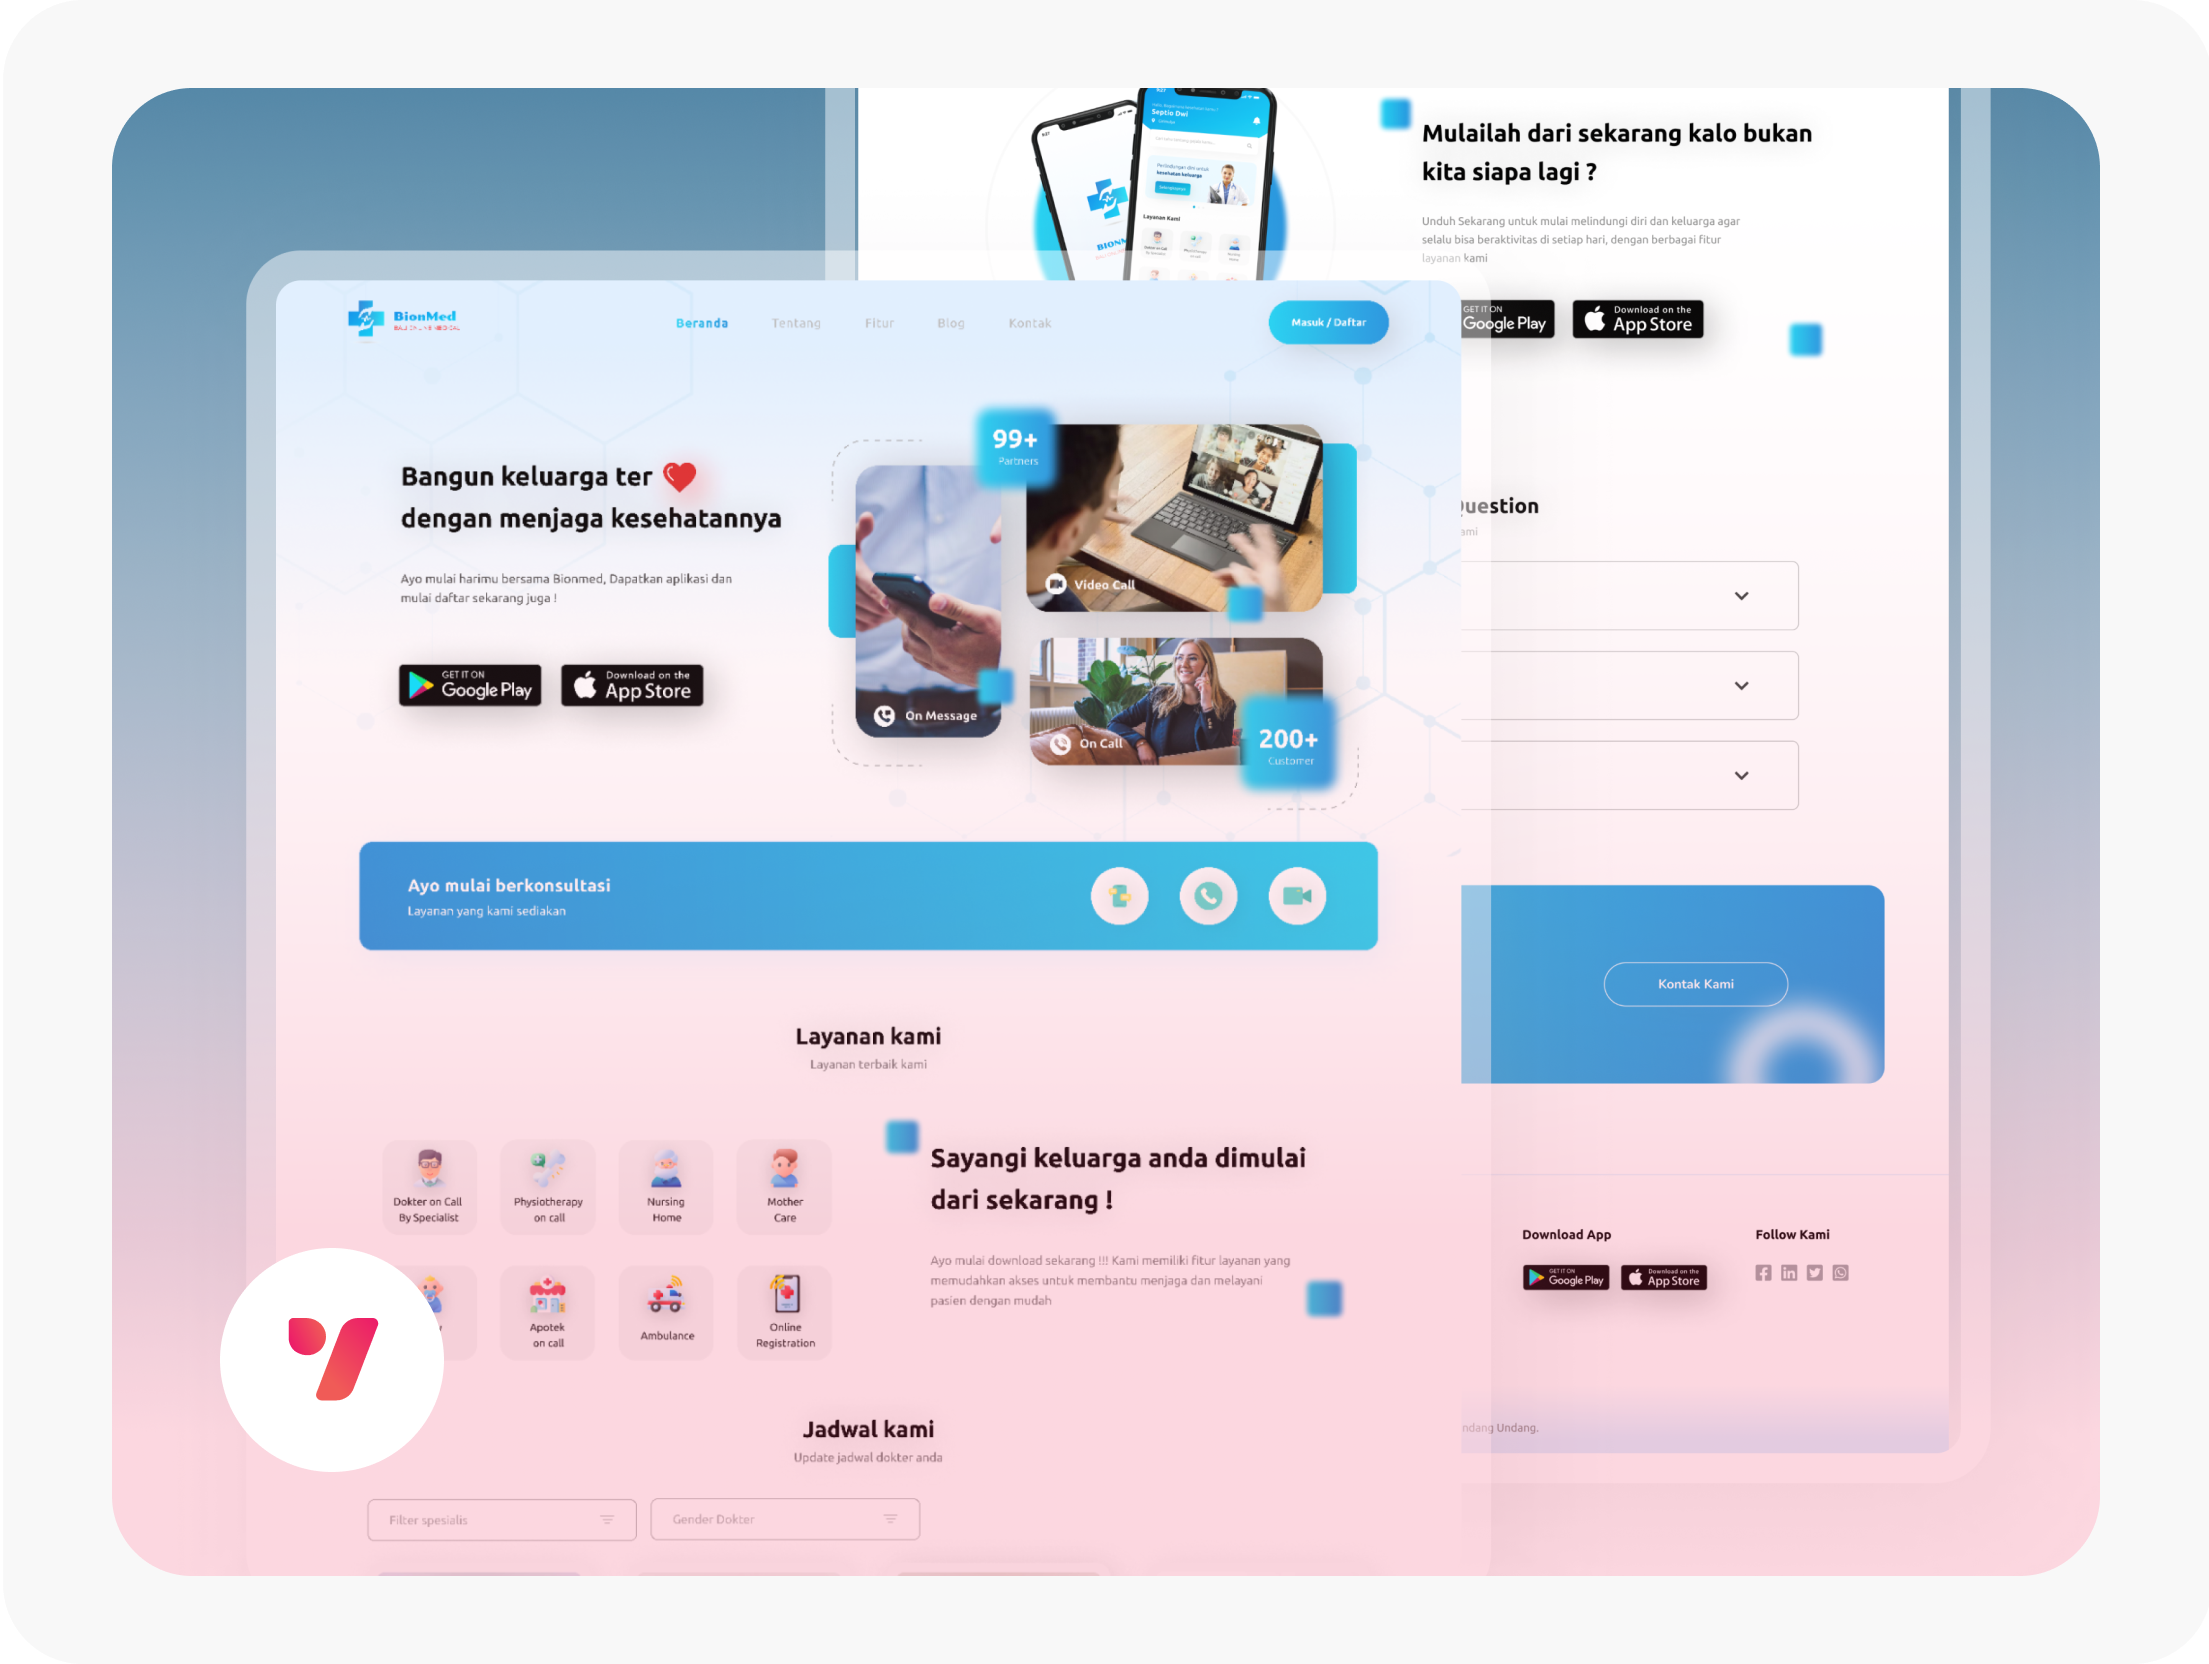 BionMed
BALI ONLINE MEDICAL
Beranda
Tentang
Fitur
Blog
Kontak
Masuk / Daftar
Bangun keluarga ter
dengan menjaga kesehatannya
Ayo mulai harimu bersama Bionmed, Dapatkan aplikasi dan
mulai daftar sekarang juga !
GET IT ON
Google Play
Download on the
App Store
99+
Partners
Video Call
On Message
On Call
200+
Customer
Ayo mulai berkonsultasi
Layanan yang kami sediakan
Layanan kami
Layanan terbaik kami
Dokter on Call
By Specialist
Physiotherapy
on call
Nursing
Home
Mother
Care
Apotek
on call
Ambulance
Online
Registration
Sayangi keluarga anda dimulai
dari sekarang !
Ayo mulai download sekarang !!! Kami memiliki fitur layanan yang
memudahkan akses untuk membantu menjaga dan melayani
pasien dengan mudah
Jadwal kami
Update jadwal dokter anda
Filter spesialis
Gender Dokter
Septio Dwi
Perlindungan dini untuk
kesehatan keluarga
Layanan Kami
Mulailah dari sekarang kalo bukan
kita siapa lagi ?
Unduh Sekarang untuk mulai melindungi diri dan keluarga agar
selalu bisa beraktivitas di setiap hari, dengan berbagai fitur
layanan kami
GET IT ON
Google Play
Download on the
App Store
Question
ami
Kontak Kami
Download App
GET IT ON
Google Play
Download on the
App Store
Follow Kami
ndang Undang.